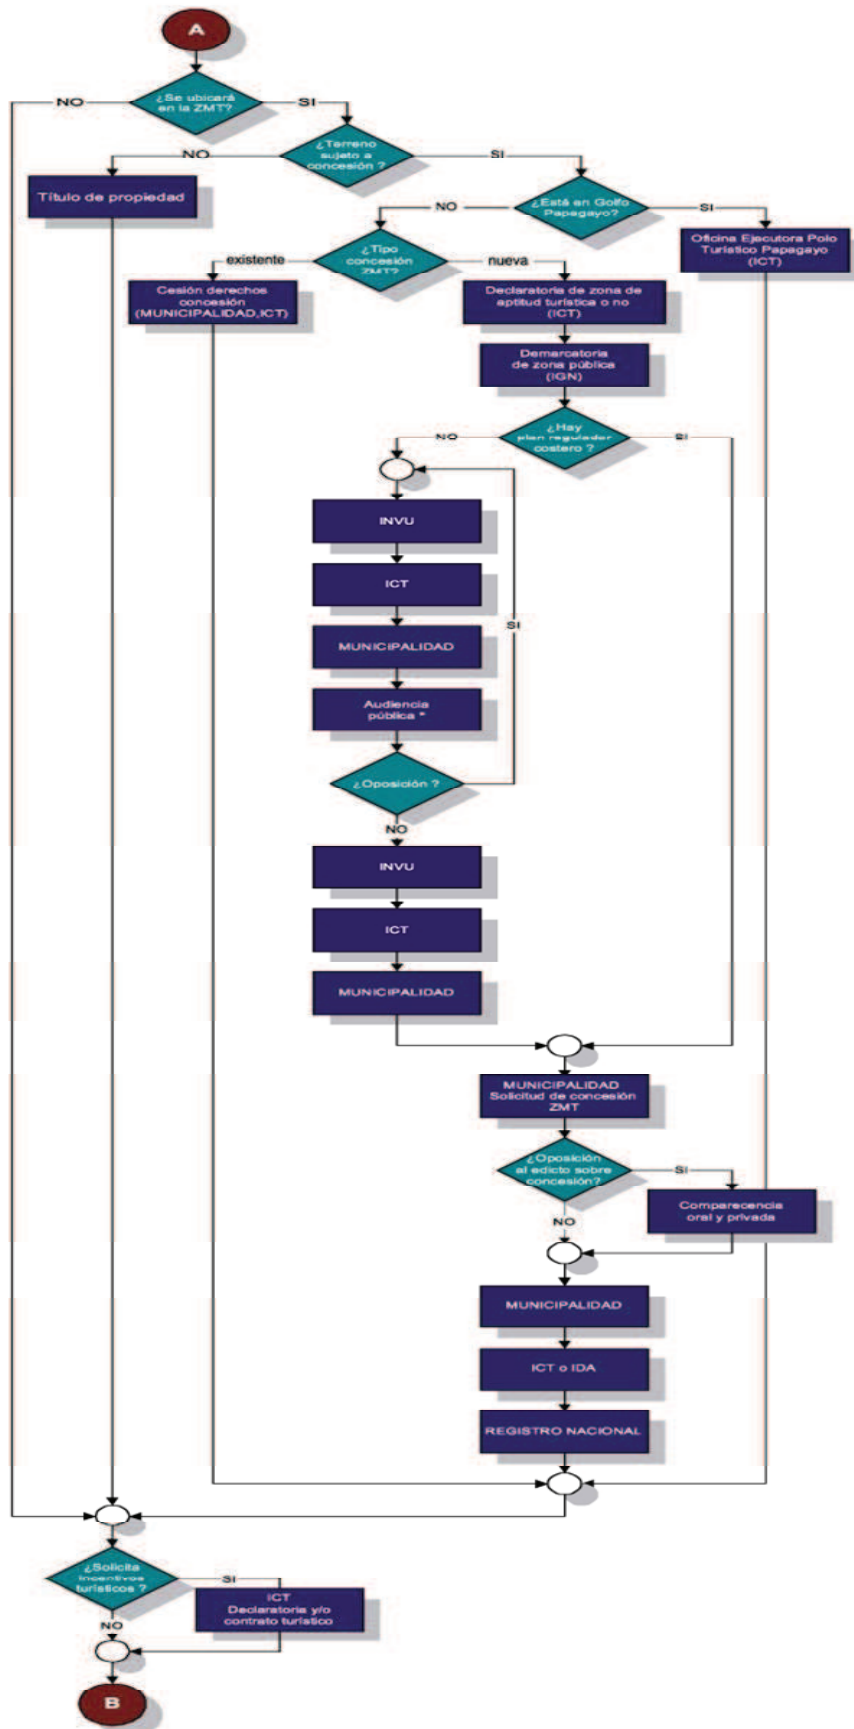 A
¿Se ubicará
en la ZMT?
NO
SI
¿Terreno
sujeto a
concesión ?
NO
SI
Título de propiedad
¿Está en Golfo
Papagayo?
NO
SI
Oficina Ejecutora Polo
Turístico Papagayo
(ICT)
¿Tipo
concesión
ZMT?
existente
nueva
Cesión derechos
concesión
(MUNICIPALIDAD,ICT)
Declaratoria de zona de
aptitud turística o no
(ICT)
Demarcatoria
de zona pública
(IGN)
¿Hay
plan regulador
costero ?
NO
SI
INVU
ICT
SI
MUNICIPALIDAD
Audiencia
pública *
¿Oposición ?
NO
INVU
ICT
MUNICIPALIDAD
MUNICIPALIDAD
Solicitud de concesión
ZMT
¿Oposición
al edicto sobre
concesión?
SI
NO
Comparecencia
oral y privada
MUNICIPALIDAD
ICT o IDA
REGISTRO NACIONAL
¿Solicita
incentivos
turísticos ?
SI
NO
ICT
Declaratoria y/o
contrato turístico
B